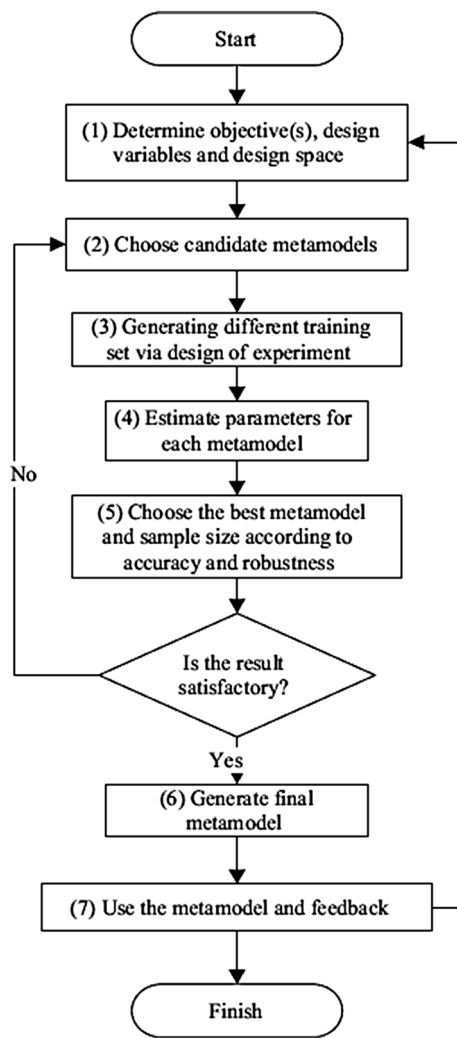 Start
(1) Determine objective(s), design
variables and design space
(2) Choose candidate metamodels
(3) Generating different training
set via design of experiment
(4) Estimate parameters for
each metamodel
No
(5) Choose the best metamodel
and sample size according to
accuracy and robustness
Is the result
satisfactory?
Yes
(6) Generate final
metamodel
(7) Use the metamodel and feedback
Finish